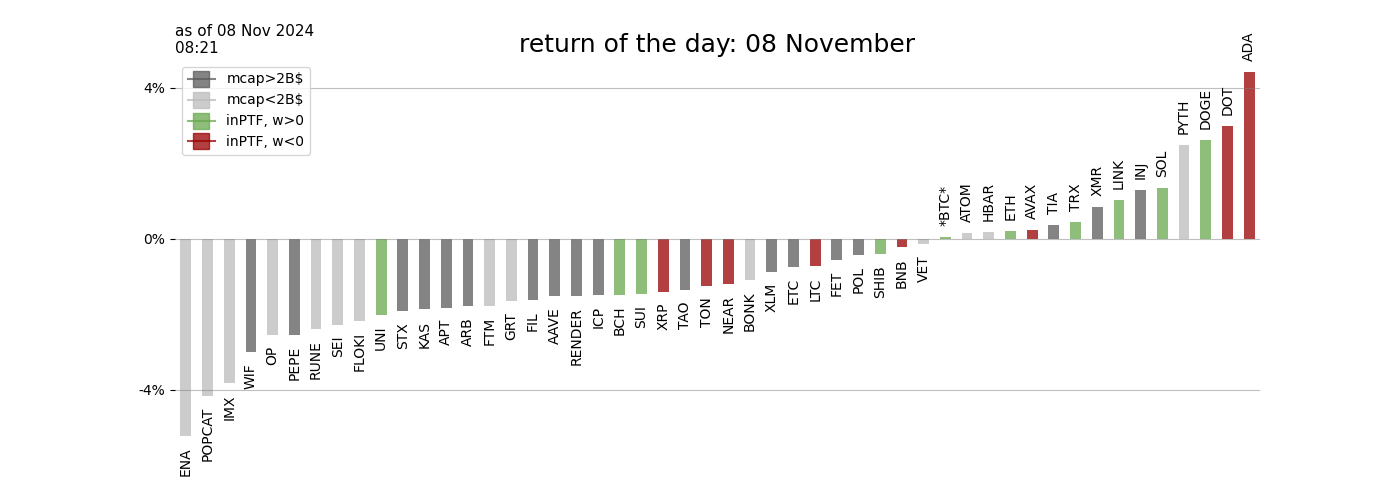 as of 08 Nov 2024
08:21
return of the day: 08 November
mcap>2B$
mcap<2B$
inPTF, w>0
inPTF, w<0
4%
0%
-4%
ENA
POPCAT
IMX
WIF
OP
PEPE
RUNE
SEI
FLOKI
UNI
STX
KAS
APT
ARB
FTM
GRT
FIL
AAVE
RENDER
ICP
BCH
SUI
XRP
TAO
TON
NEAR
BONK
XLM
ETC
LTC
FET
POL
SHIB
BNB
VET
*BTC*
ATOM
HBAR
ETH
AVAX
TIA
TRX
XMR
LINK
INJ
SOL
PYTH
DOGE
DOT
ADA